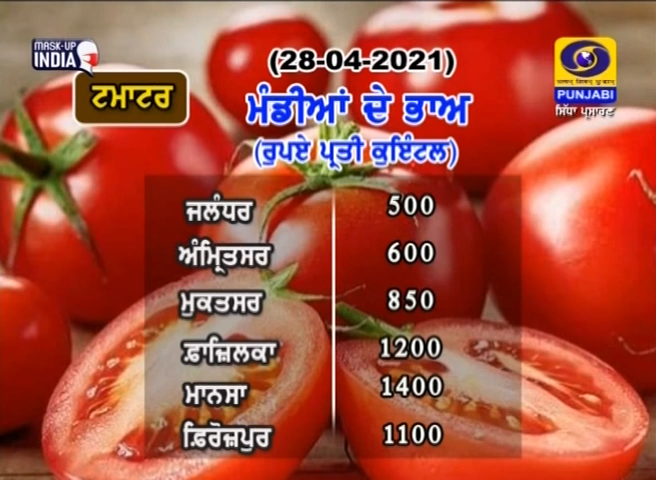 MASK-UP
INDIA
(28-04-2021)
ਟਮਾਟਰ
ਮੰਡੀਆਂ ਦੇ ਭਾਅ
(ਰੁਪਏ ਪ੍ਰਤੀ ਕੁਇੰਟਲ)
PUNJABI
ਸਿੱਧਾ ਪ੍ਰਸਾਰਣ
ਜਲੰਧਰ 500
ਅੰਮ੍ਰਿਤਸਰ 600
ਮੁਕਤਸਰ 850
ਫ਼ਾਜ਼ਿਲਕਾ 1200
ਮਾਨਸਾ 1400
ਫ਼ਿਰੋਜ਼ਪੁਰ 1100